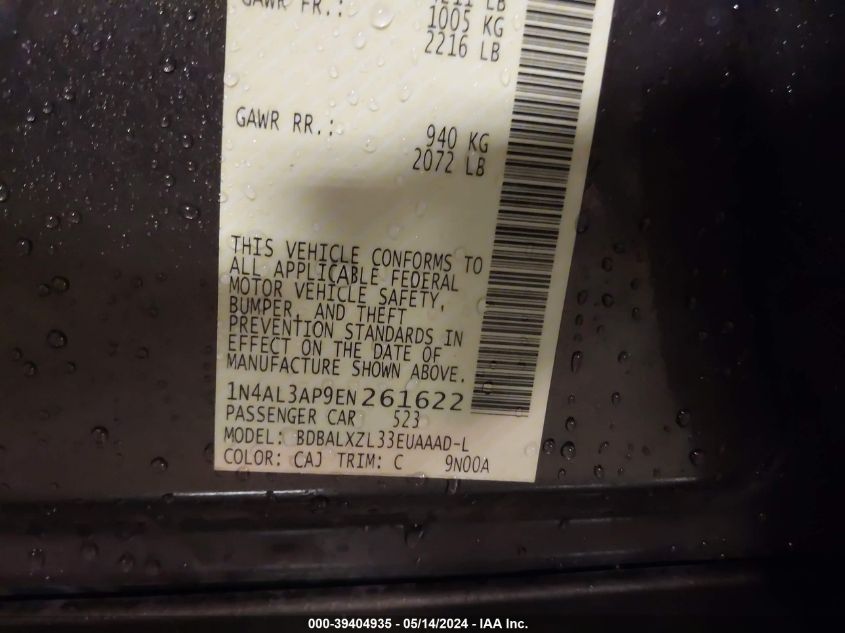 GAWR FR.:
1005 KG
2216 LB
GAWR RR.:
940 KG
2072 LB
THIS VEHICLE CONFORMS TO
ALL APPLICABLE FEDERAL
MOTOR VEHICLE SAFETY,
BUMPER, AND THEFT
PREVENTION STANDARDS IN
EFFECT ON THE DATE OF
MANUFACTURE SHOWN ABOVE.
1N4AL3AP9EN261622
PASSENGER CAR 523
MODEL: BDBALXZL33EUAAAD-L
COLOR: CAJ TRIM: C 9N00A
000-39404935 - 05/14/2024 - IAA Inc.